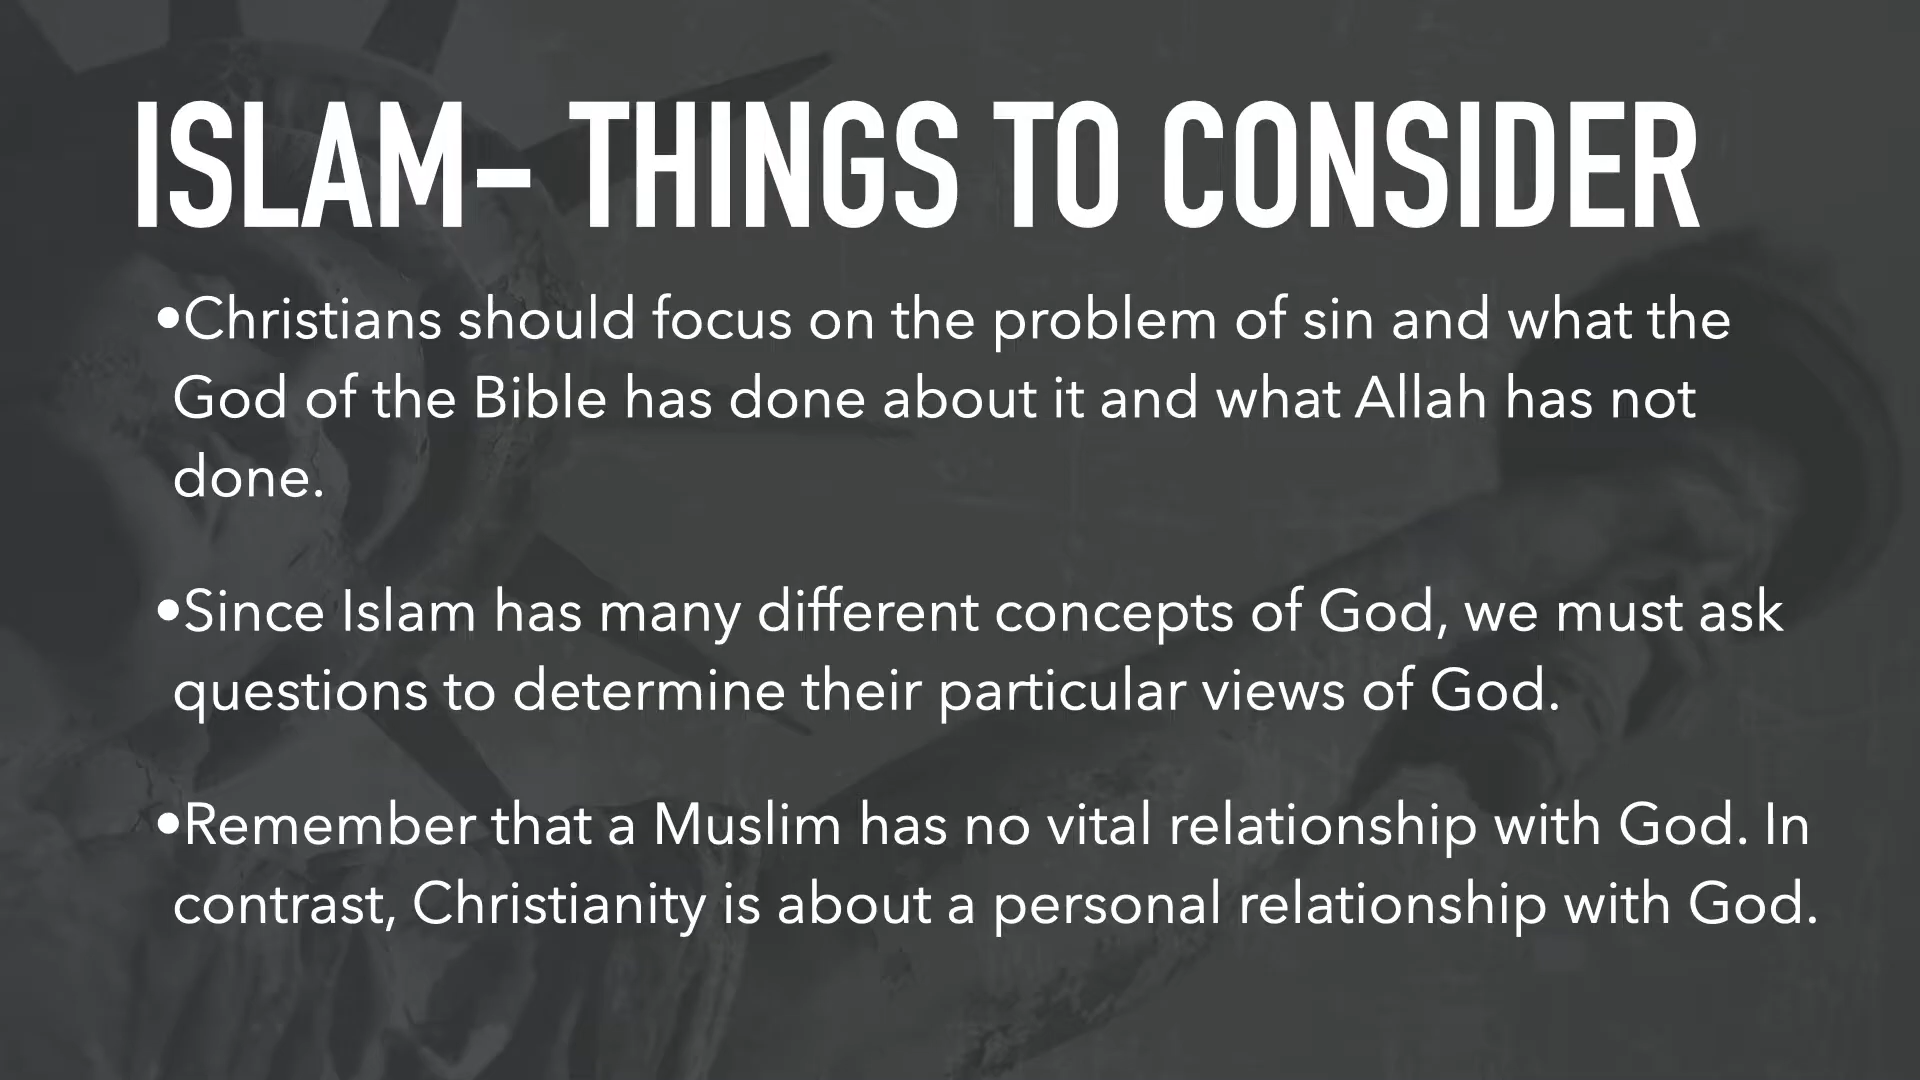 ISLAM– THINGS TO CONSIDER
•Christians should focus on the problem of sin and what the
God of the Bible has done about it and what Allah has not
done.
•Since Islam has many different concepts of God, we must ask
questions to determine their particular views of God.
•Remember that a Muslim has no vital relationship with God. In
contrast, Christianity is about a personal relationship with God.